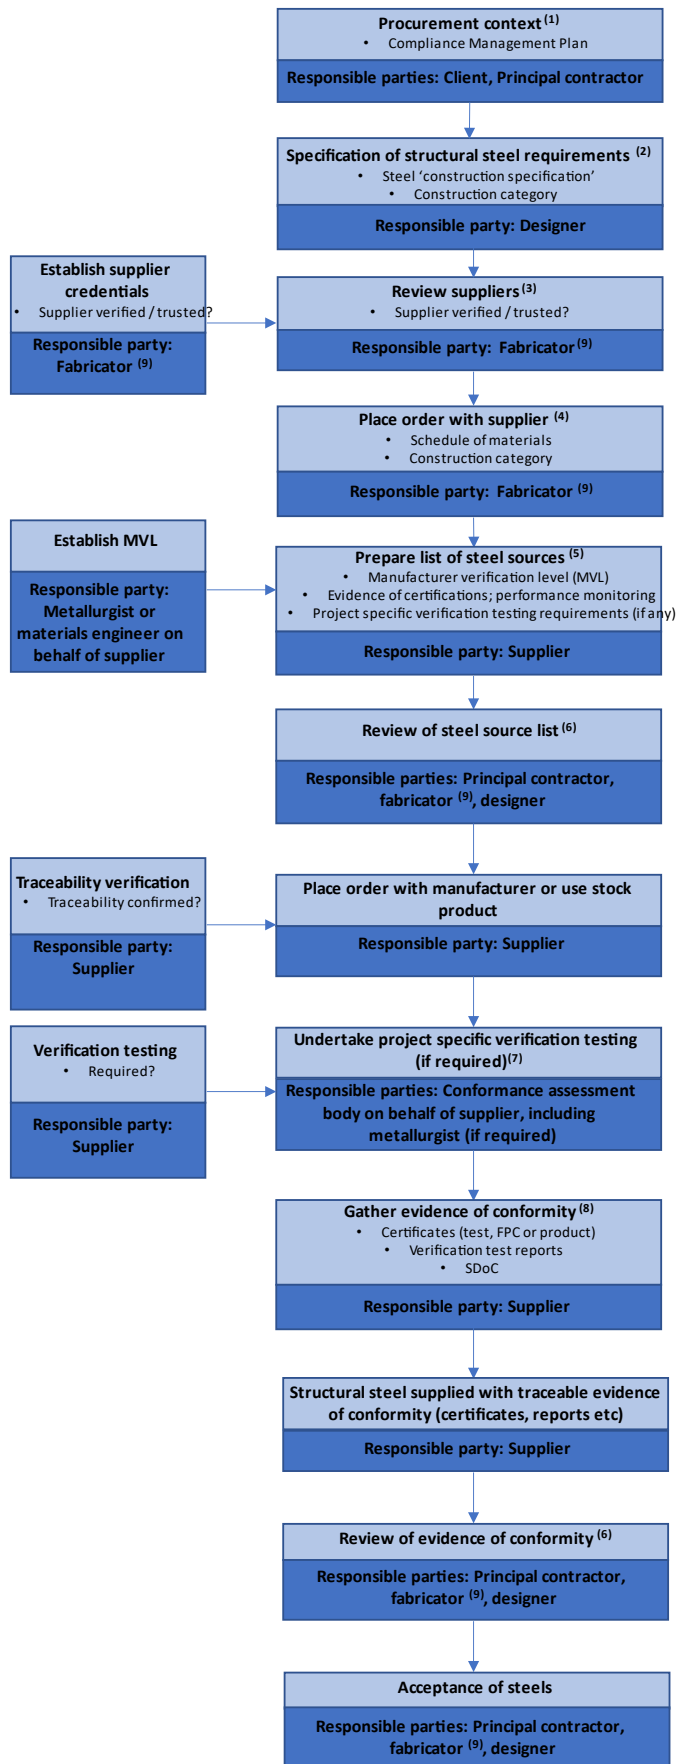 Procurement context (1)
• Compliance Management Plan
Responsible parties: Client, Principal contractor
Specification of structural steel requirements (2)
• Steel ‘construction specification’
• Construction category
Responsible party: Designer
Establish supplier
credentials
• Supplier verified / trusted?
Responsible party:
Fabricator (9)
Review suppliers (3)
• Supplier verified / trusted?
Responsible party: Fabricator (9)
Place order with supplier (4)
• Schedule of materials
• Construction category
Responsible party: Fabricator (9)
Establish MVL
Responsible party:
Metallurgist or
materials engineer on
behalf of supplier
Prepare list of steel sources (5)
• Manufacturer verification level (MVL)
• Evidence of certifications; performance monitoring
• Project specific verification testing requirements (if any)
Responsible party: Supplier
Review of steel source list (6)
Responsible parties: Principal contractor,
fabricator (9), designer
Traceability verification
• Traceability confirmed?
Responsible party:
Supplier
Place order with manufacturer or use stock
product
Responsible party: Supplier
Verification testing
• Required?
Responsible party:
Supplier
Undertake project specific verification testing
(if required) (7)
Responsible parties: Conformance assessment
body on behalf of supplier, including
metallurgist (if required)
Gather evidence of conformity (8)
• Certificates (test, FPC or product)
• Verification test reports
• SDoC
Responsible party: Supplier
Structural steel supplied with traceable evidence
of conformity (certificates, reports etc)
Responsible party: Supplier
Review of evidence of conformity (6)
Responsible parties: Principal contractor,
fabricator (9), designer
Acceptance of steels
Responsible parties: Principal contractor,
fabricator (9), designer